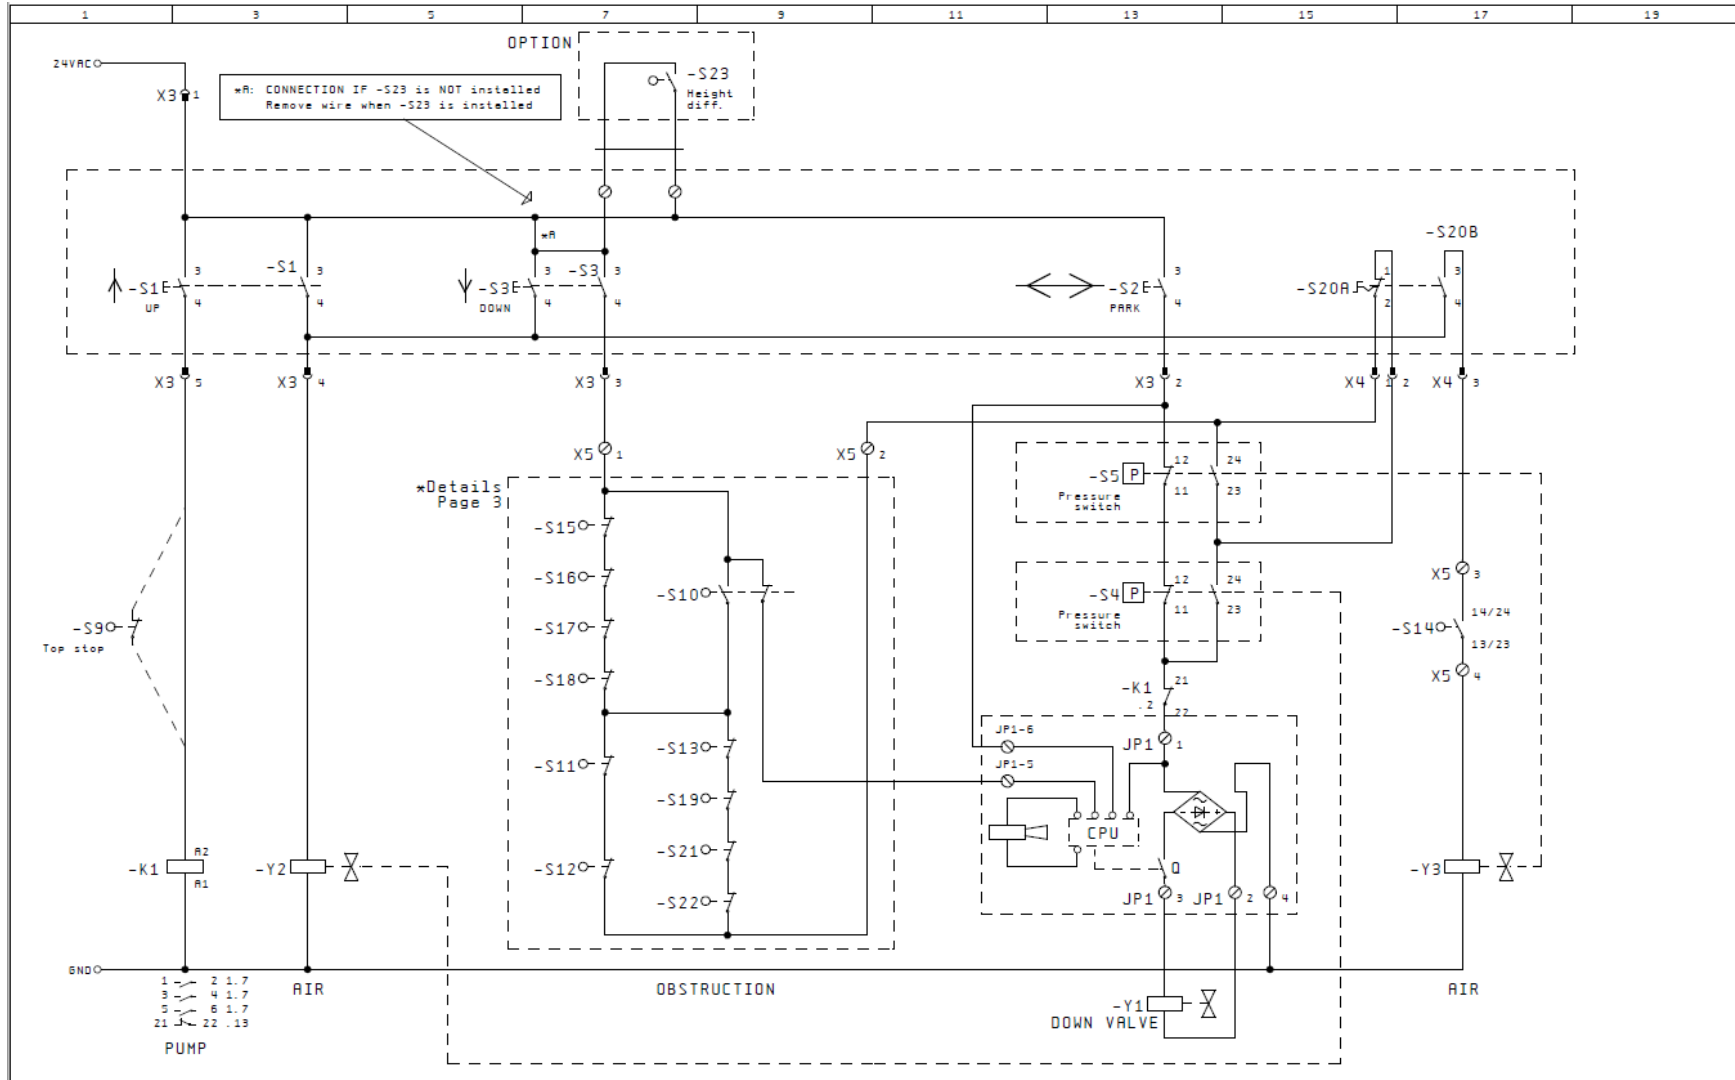 1 3 5 7 9 11 13 15 17 19
OPTION
24VAC
X3 1
*A: CONNECTION IF -S23 is NOT installed
Remove wire when -S23 is installed
-S23
Height
diff.
*A
-S20B
-S1 3
3 3 3 3 1 3
-S3
-S1E
UP
4 4
-S3E
DOWN
4 4
-S2E
PARK
4
-S20A
2 4
X3 5
X3 4
X3 3
X3 2
X4 1 2
X4 3
X5 1
X5 2
*Details
Page 3
-S5 P
Pressure
switch
12 24
11 23
-S15
-S16
-S10
-S4 P
Pressure
switch
12 24
11 23
X5 3
-S9
Top stop
-S17
-S14
14/24
13/23
X5 4
-S18
-K1
.2
21
22
JP1-6
JP1 1
JP1-5
-S13
-S11
-S19
CPU
-S21
-K1
A2
A1
-Y2
-S12
Q
-Y3
-S22
JP1 3 JP1 2 4
GND
1 2 1.7
3 4 1.7
5 6 1.7
21 22 .13
PUMP
AIR
OBSTRUCTION
-Y1
DOWN VALVE
AIR